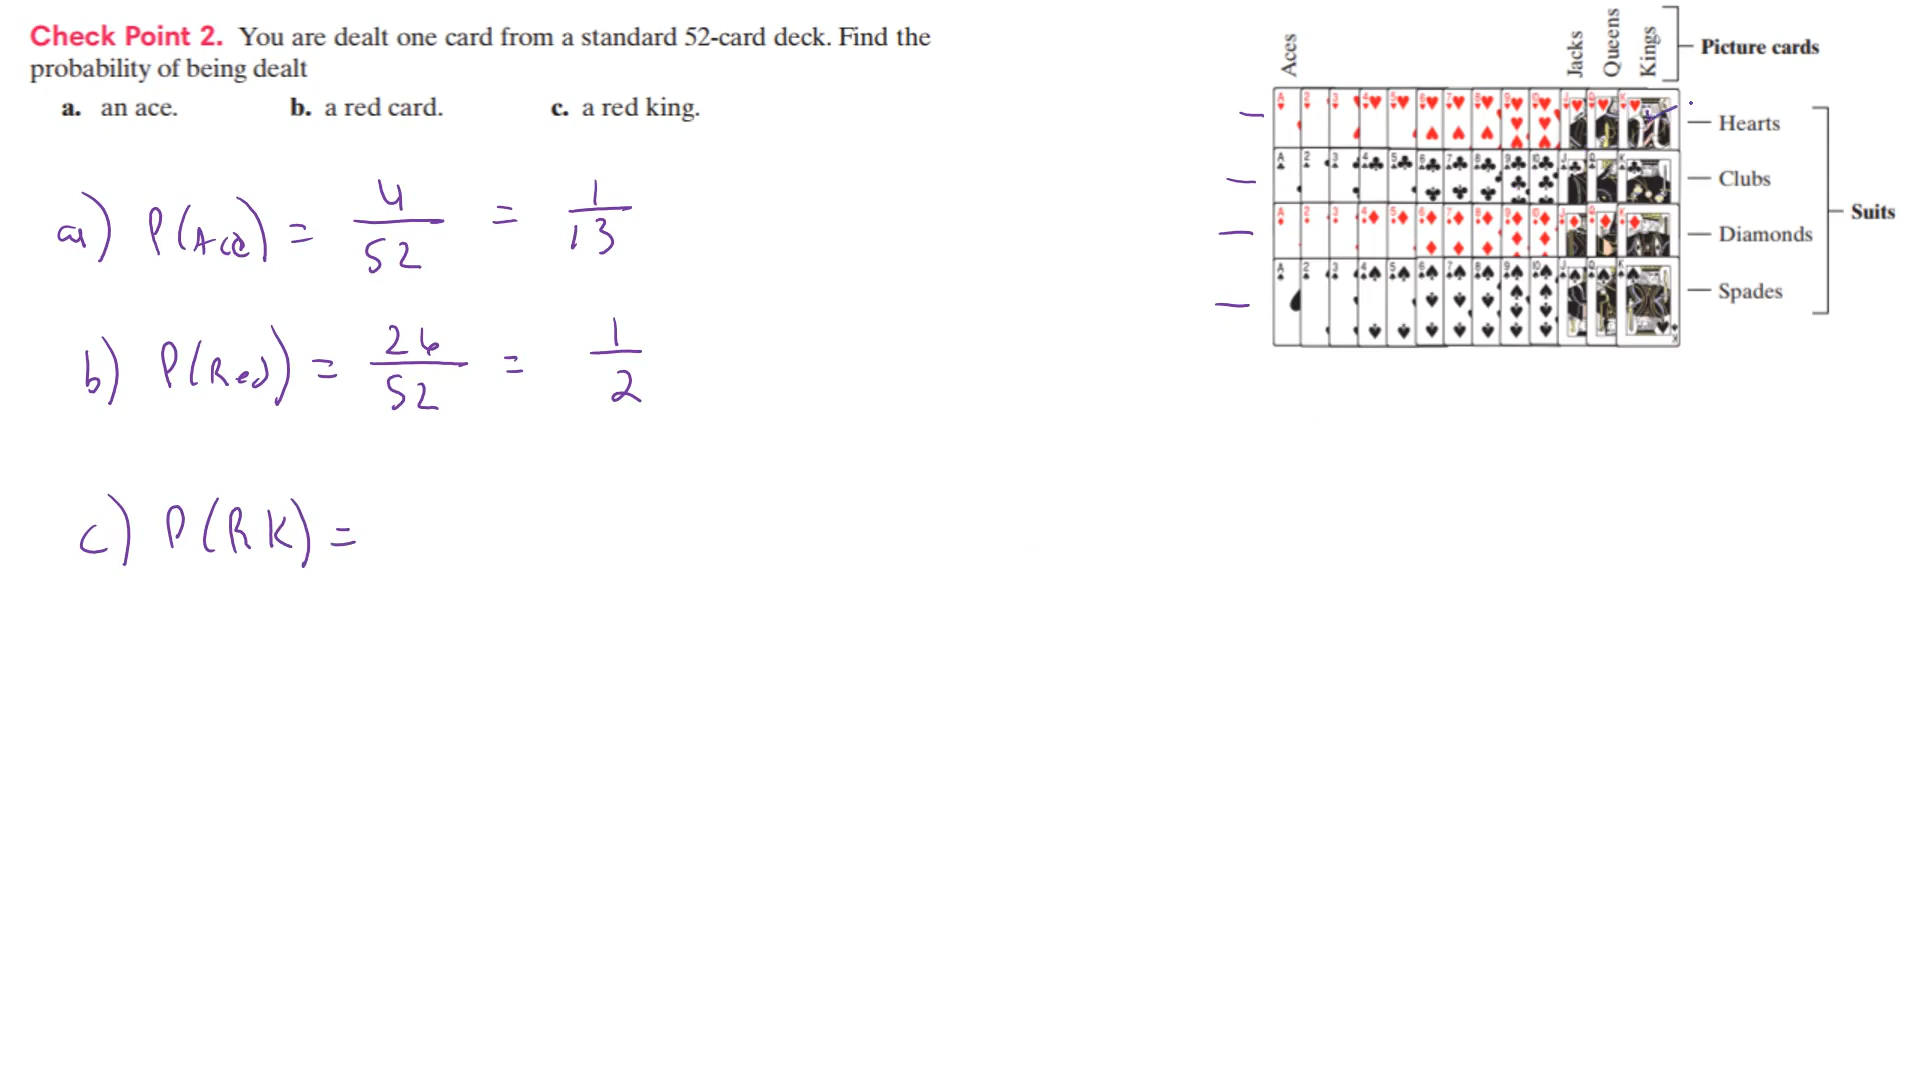 Check Point 2. You are dealt one card from a standard 52-card deck. Find the
probability of being dealt
a. an ace. b. a red card. c. a red king.
Aces
Jacks
Queens
Kings
Picture cards
Hearts
Clubs
Diamonds
Spades
Suits
a) P(Ace) = 4/52 = 1/13
b) P(Red) = 26/52 = 1/2
c) P(RK) =